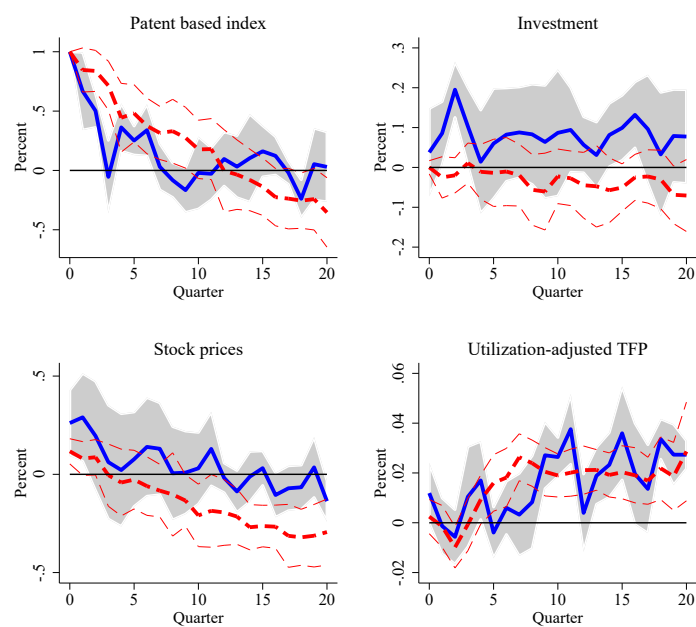 Patent based index
Percent
1
.5
0
-.5
0 5 10 15 20
Quarter
Investment
Percent
.3
.2
.1
0
-.1
-.2
0 5 10 15 20
Quarter
Stock prices
Percent
.5
0
-.5
0 5 10 15 20
Quarter
Utilization-adjusted TFP
Percent
.06
.04
.02
0
-.02
0 5 10 15 20
Quarter